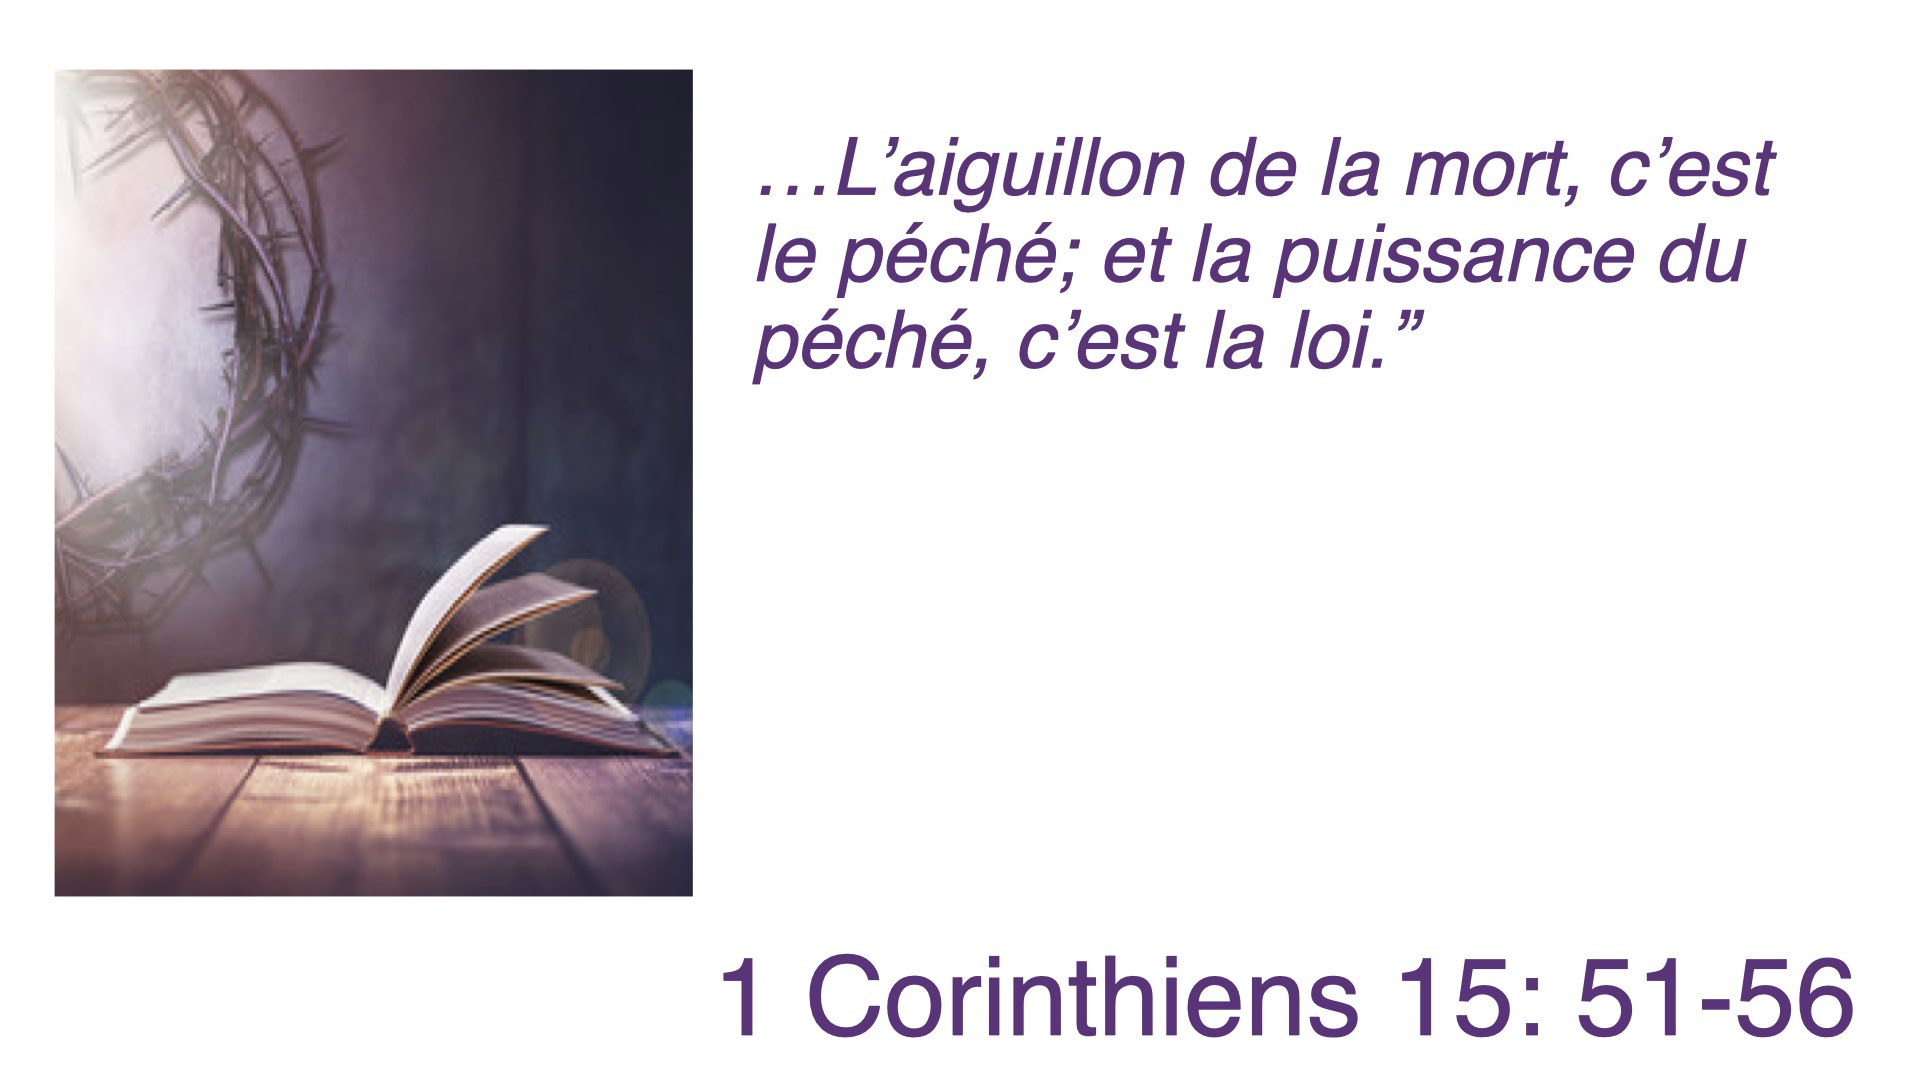 …L’aiguillon de la mort, c’est
le péché; et la puissance du
péché, c’est la loi.”
1 Corinthiens 15: 51-56